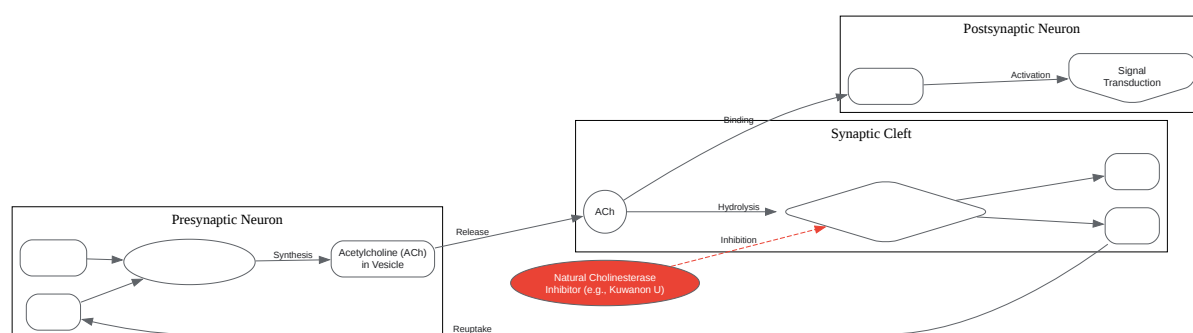 Postsynaptic Neuron
Activation
Signal
Transduction
Binding
Synaptic Cleft
ACh
Hydrolysis
Presynaptic Neuron
Release
Synthesis
Acetylcholine (ACh)
in Vesicle
Inhibition
Natural Cholinesterase
Inhibitor (e.g., Kuwanon U)
Reuptake